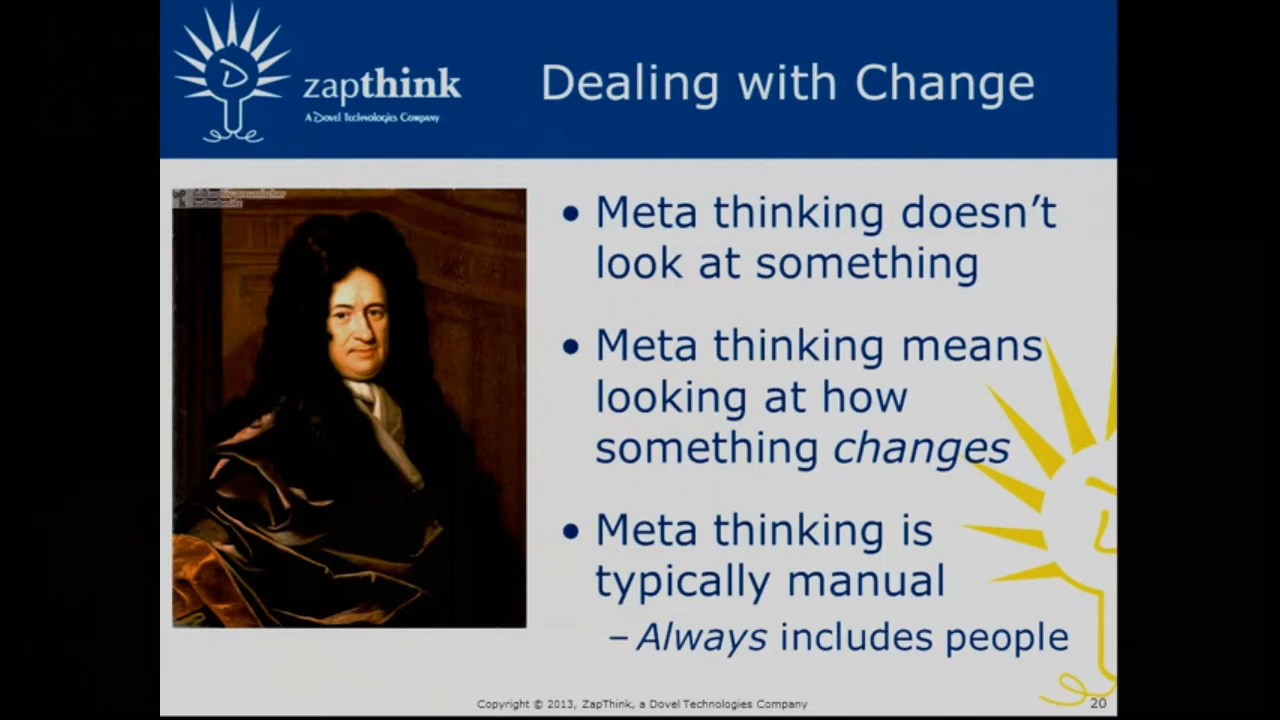 zapthink
A Dovel Technologies Company
Dealing with Change
• Meta thinking doesn’t
look at something
• Meta thinking means
looking at how
something changes
• Meta thinking is
typically manual
– Always includes people
Copyright © 2013, ZapThink, a Dovel Technologies Company
20